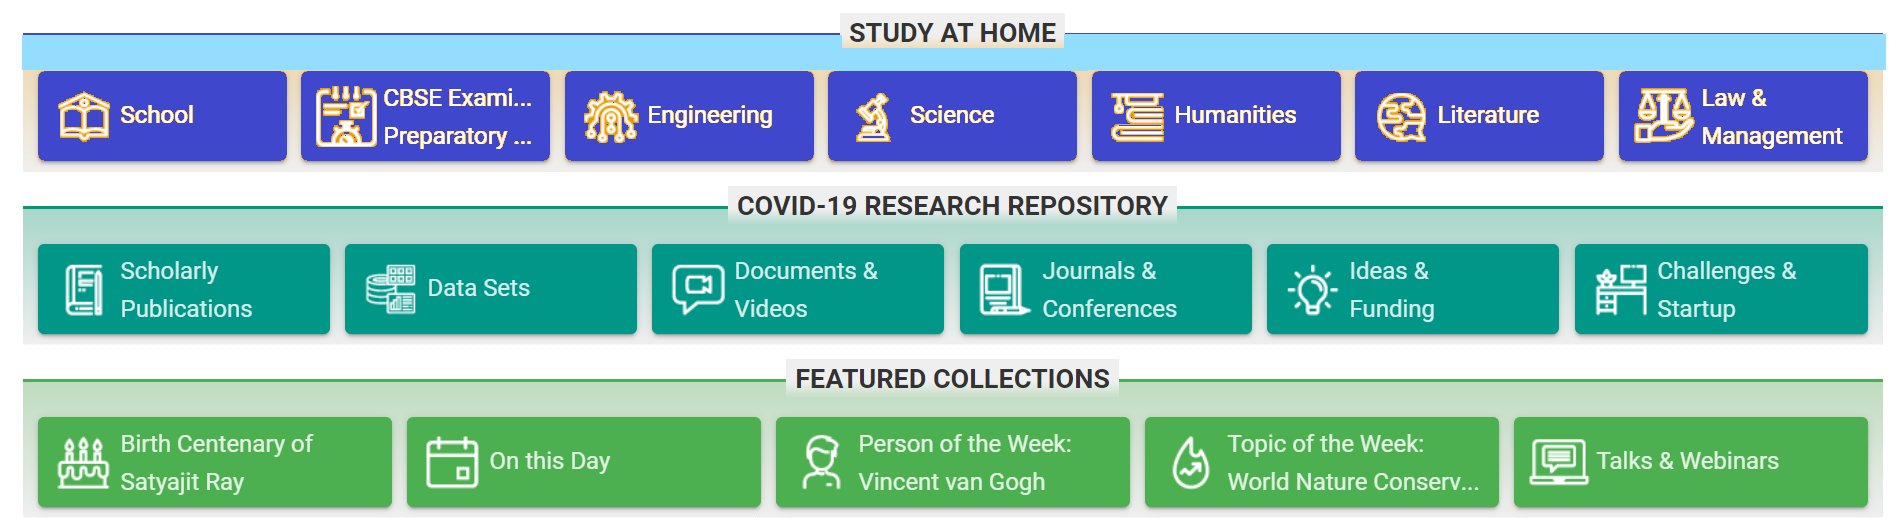 STUDY AT HOME
School
CBSE Exami...
Preparatory ...
Engineering
Science
Humanities
Literature
Law &
Management
COVID-19 RESEARCH REPOSITORY
Scholarly
Publications
Data Sets
Documents &
Videos
Journals &
Conferences
Ideas &
Funding
Challenges &
Startup
FEATURED COLLECTIONS
Birth Centenary of
Satyajit Ray
On this Day
Person of the Week:
Vincent van Gogh
Topic of the Week:
World Nature Conserv...
Talks & Webinars